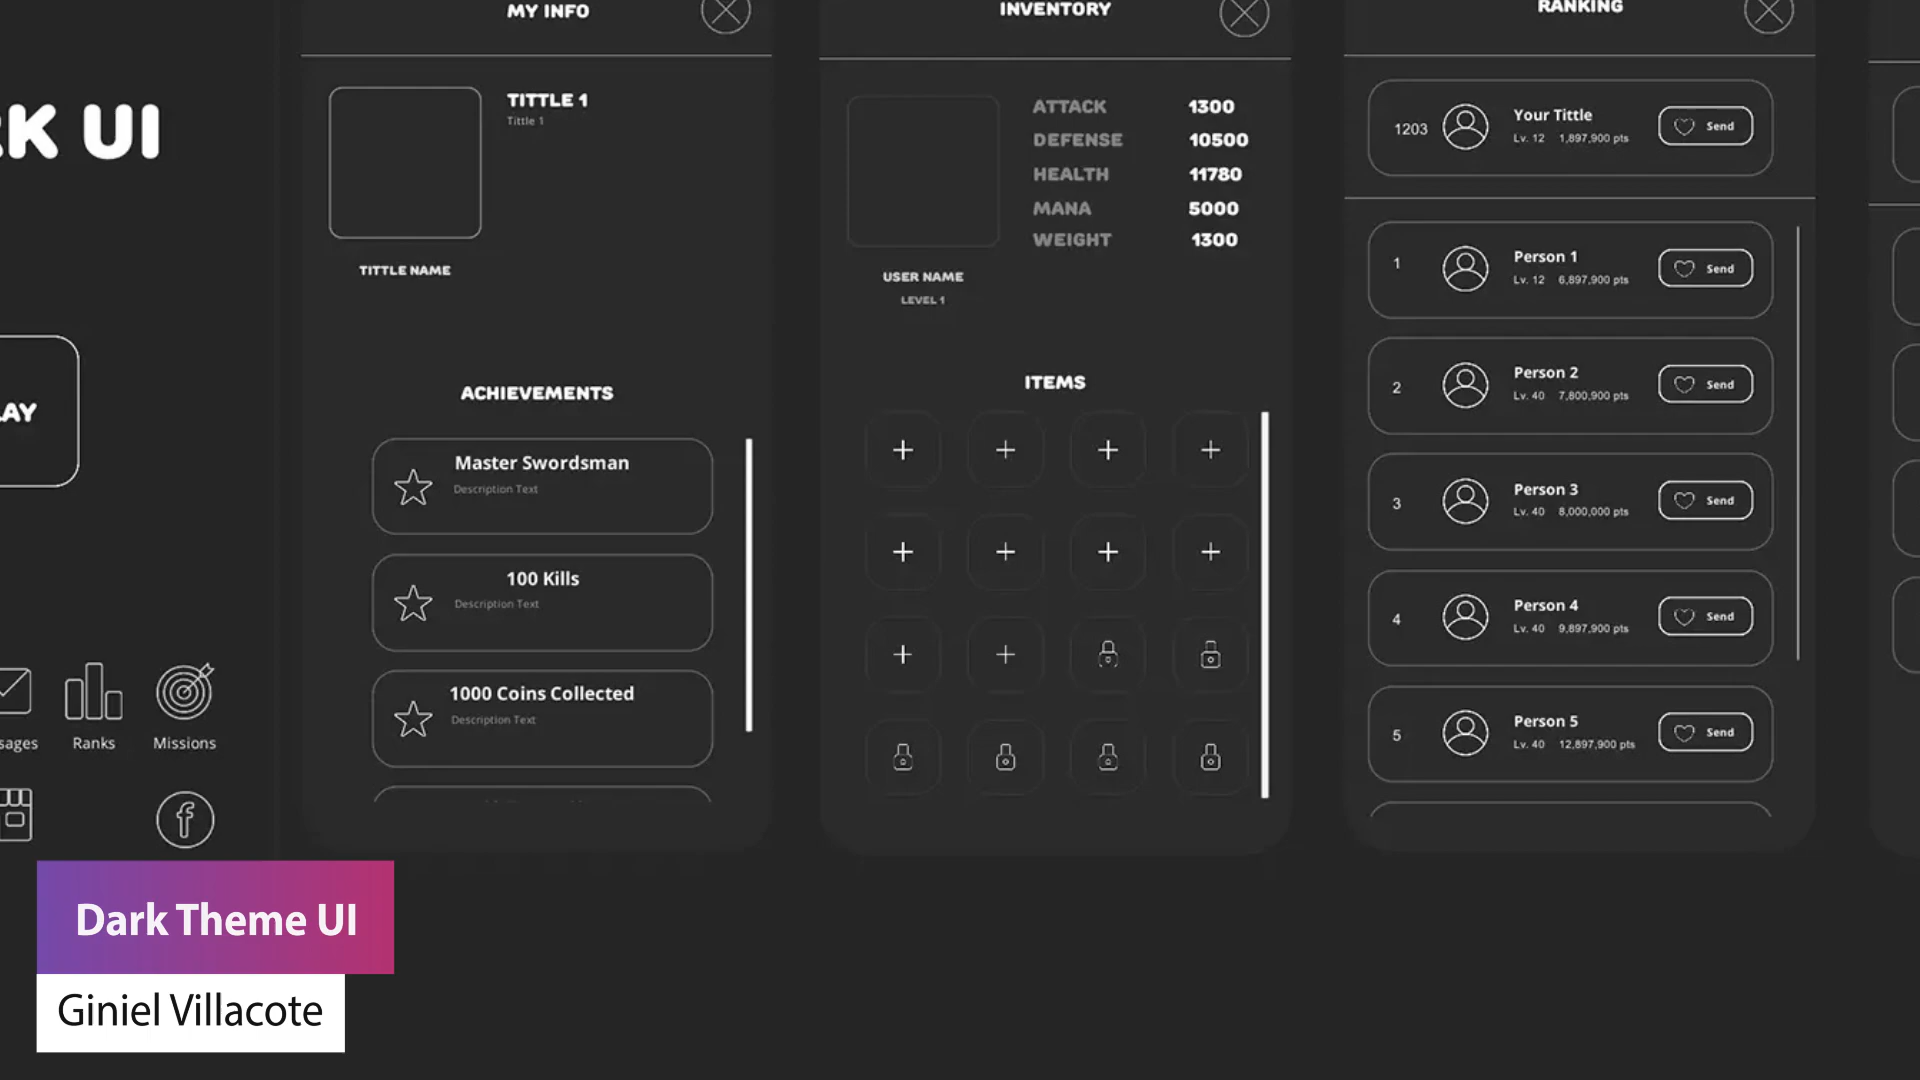 RK UI
LAY
sages
Ranks
Missions
MY INFO
TITTLE 1
Tittle 1
TITTLE NAME
ACHIEVEMENTS
Master Swordsman
Description Text
100 Kills
Description Text
1000 Coins Collected
Description Text
INVENTORY
ATTACK 1300
DEFENSE 10500
HEALTH 11780
MANA 5000
WEIGHT 1300
USER NAME
LEVEL 1
ITEMS
RANKING
1203 Your Tittle Send
Lv. 12 1,897,900 pts
1 Person 1 Send
Lv. 12 6,897,900 pts
2 Person 2 Send
Lv. 40 7,800,900 pts
3 Person 3 Send
Lv. 40 8,000,000 pts
4 Person 4 Send
Lv. 40 9,897,900 pts
5 Person 5 Send
Lv. 40 12,897,900 pts
Dark Theme UI
Giniel Villacote